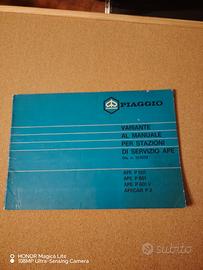 PIAGGIO
VARIANTE
AL MANUALE
PER STAZIONI
DI SERVIZIO APE
APE P 501
APE P 601
APE P 601 V
APECAR P 2
HONOR Magic6 Lite
108MP Ultra-Sensing Camera
subito